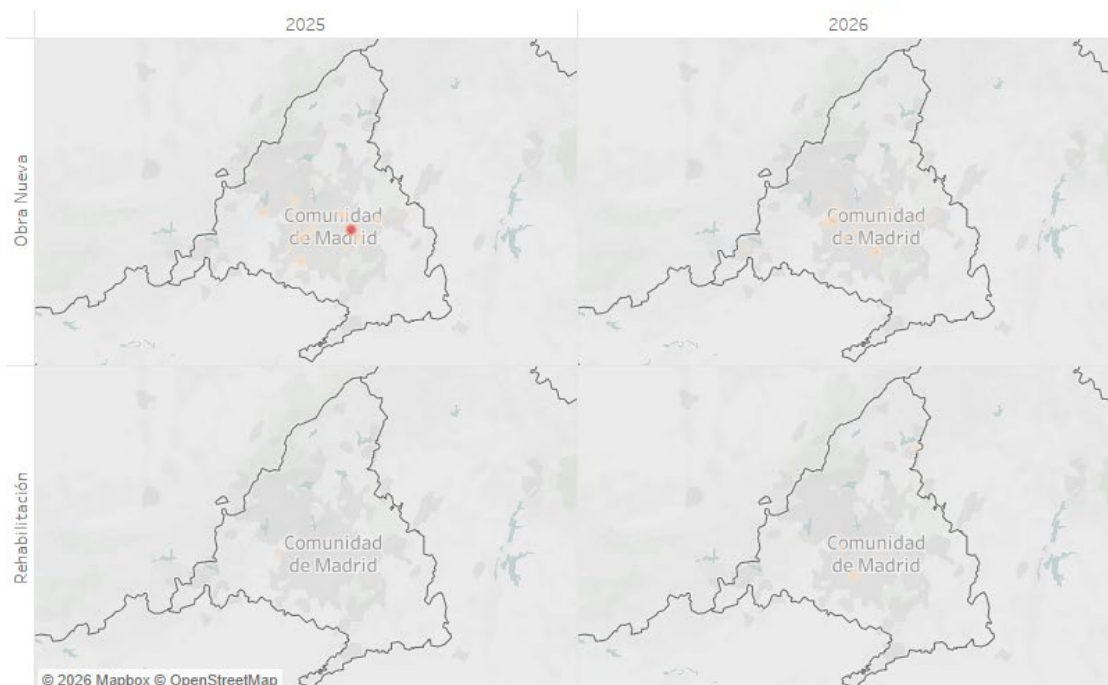 2025
2026
Obra Nueva
Comunidad
de Madrid
Comunidad
de Madrid
Rehabilitación
Comunidad
de Madrid
Comunidad
de Madrid
© 2026 Mapbox © OpenStreetMap